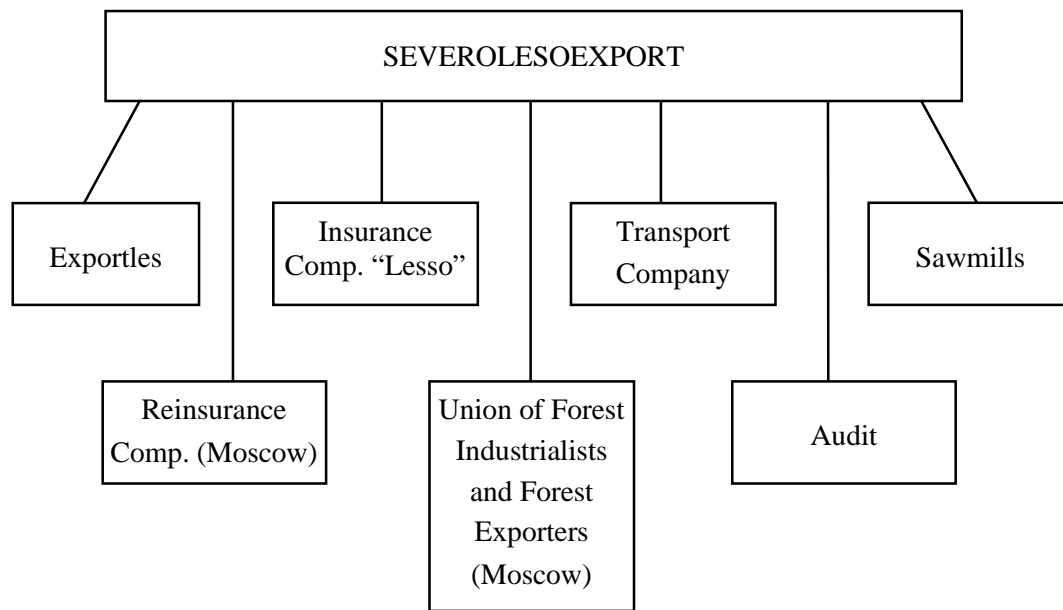 SEVEROLESOEXPORT
Exportles
Insurance
Comp. “Lesso”
Transport
Company
Sawmills
Reinsurance
Comp. (Moscow)
Union of Forest
Industrialists
and Forest
Exporters
(Moscow)
Audit